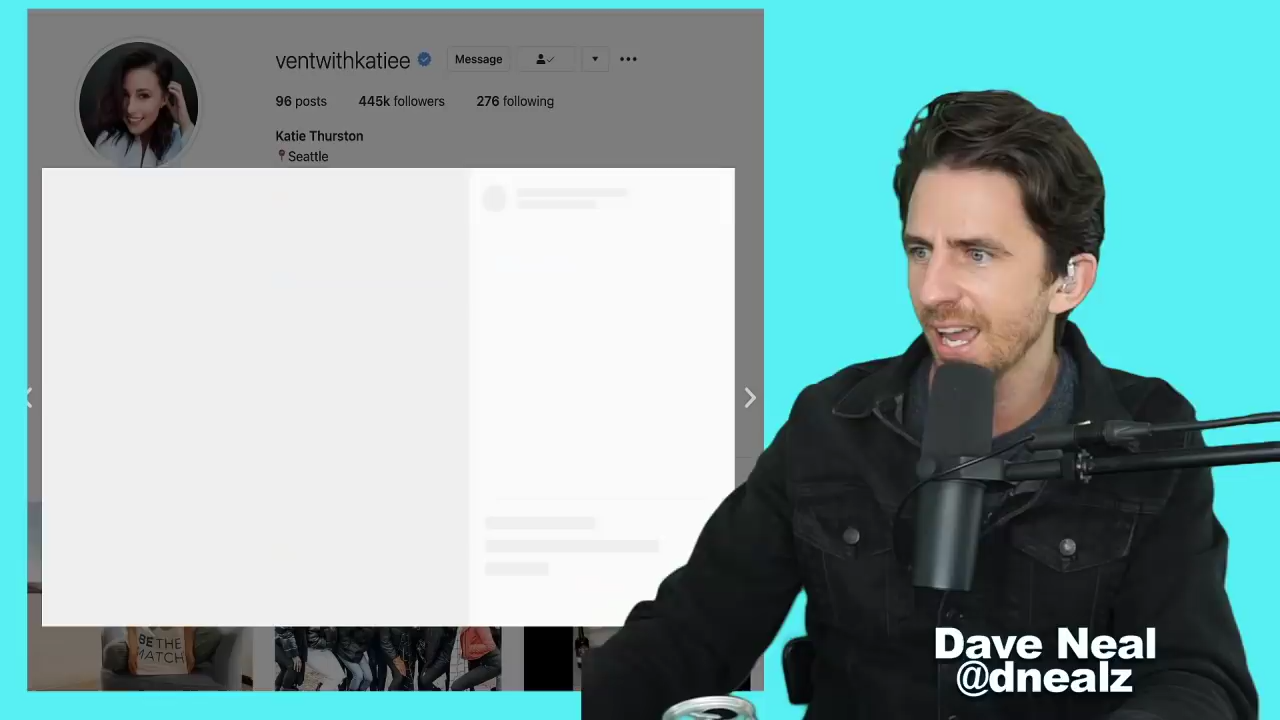 ventwithkatiee Message
96 posts 445k followers 276 following
Katie Thurston
Seattle
BE THE
MATCH
Dave Neal
@dnealz